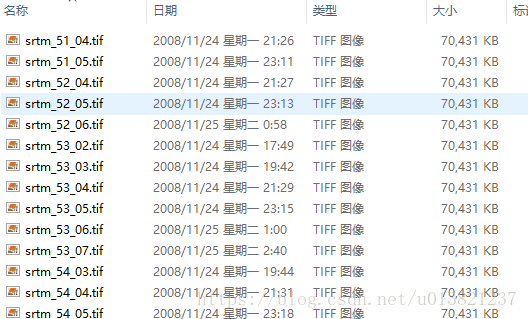 名称 日期 类型 大小 标
srtm_51_04.tif 2008/11/24 星期一 21:26 TIFF 图像 70,431 KB
srtm_51_05.tif 2008/11/24 星期一 23:11 TIFF 图像 70,431 KB
srtm_52_04.tif 2008/11/24 星期一 21:27 TIFF 图像 70,431 KB
srtm_52_05.tif 2008/11/24 星期一 23:13 TIFF 图像 70,431 KB
srtm_52_06.tif 2008/11/25 星期二 0:58 TIFF 图像 70,431 KB
srtm_53_02.tif 2008/11/24 星期一 17:49 TIFF 图像 70,431 KB
srtm_53_03.tif 2008/11/24 星期一 19:42 TIFF 图像 70,431 KB
srtm_53_04.tif 2008/11/24 星期一 21:29 TIFF 图像 70,431 KB
srtm_53_05.tif 2008/11/24 星期一 23:15 TIFF 图像 70,431 KB
srtm_53_06.tif 2008/11/25 星期二 1:00 TIFF 图像 70,431 KB
srtm_53_07.tif 2008/11/25 星期二 2:40 TIFF 图像 70,431 KB
srtm_54_03.tif 2008/11/24 星期一 19:44 TIFF 图像 70,431 KB
srtm_54_04.tif 2008/11/24 星期一 21:31 TIFF 图像 70,431 KB
https://blog.csdn.net/u013821237
srtm_54_05.tif 2008/11/24 星期一 23:18 TIFF 图像 70,431 KB